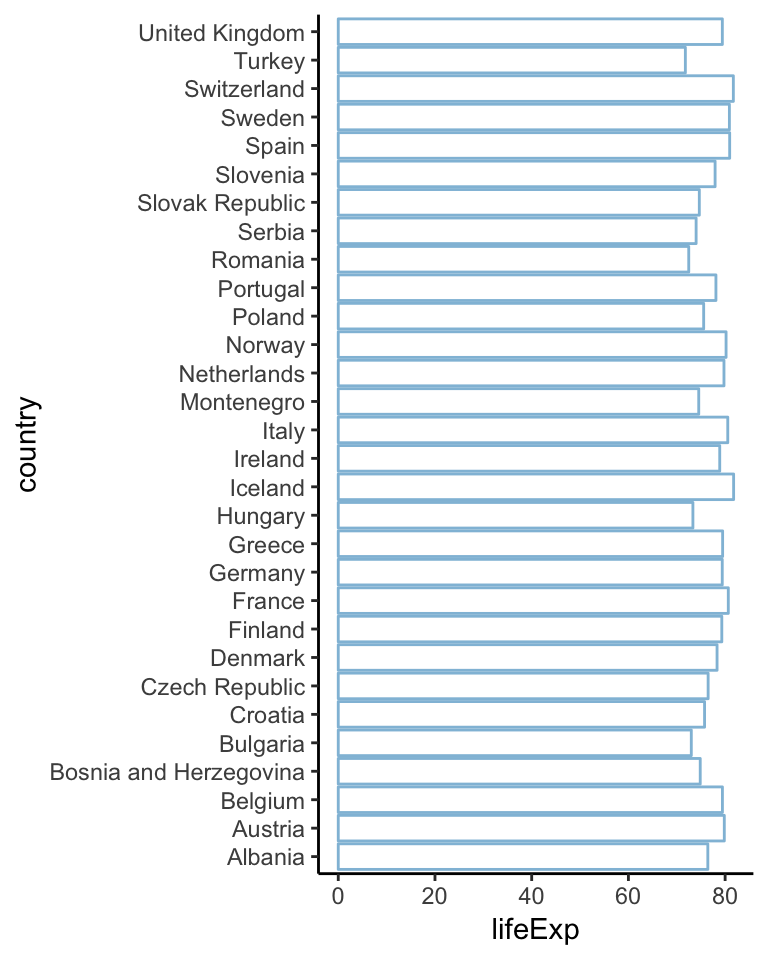 United Kingdom
Turkey
Switzerland
Sweden
Spain
Slovenia
Slovak Republic
Serbia
Romania
Portugal
Poland
Norway
Netherlands
Montenegro
Italy
Ireland
Iceland
Hungary
Greece
Germany
France
Finland
Denmark
Czech Republic
Croatia
Bulgaria
Bosnia and Herzegovina
Belgium
Austria
Albania
country
0 20 40 60 80
lifeExp